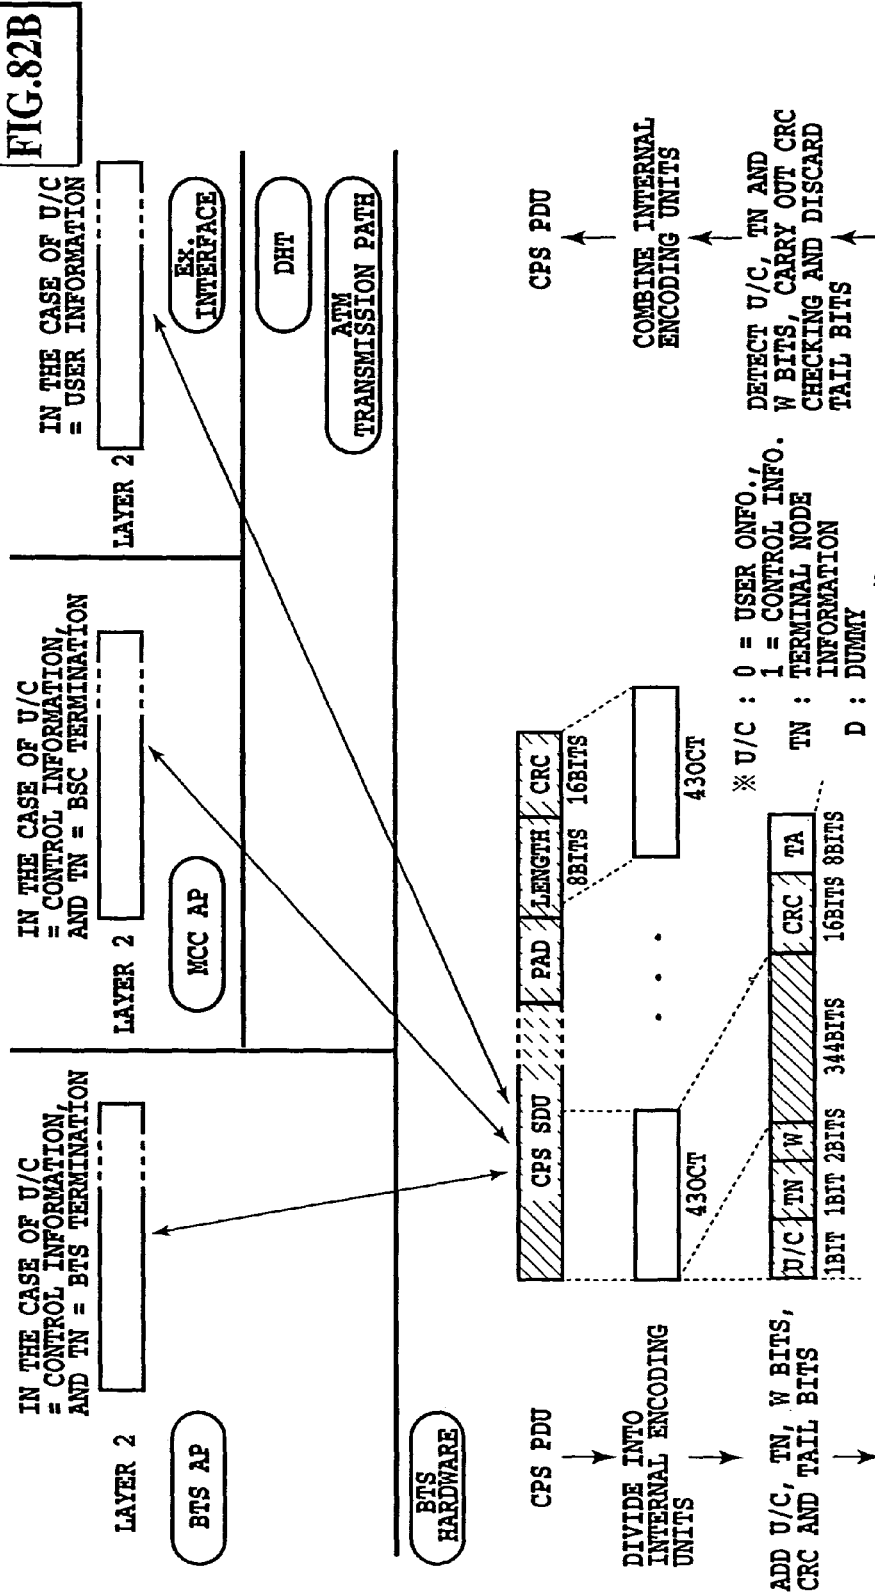 FIG.82B
IN THE CASE OF U/C
= CONTROL INFORMATION,
AND TN = BTS TERMINATION
LAYER 2
BTS AP
IN THE CASE OF U/C
= CONTROL INFORMATION,
AND TN = BSC TERMINATION
LAYER 2
MCC AP
IN THE CASE OF U/C
= USER INFORMATION
LAYER 2
Ex.
INTERFACE
DHT
ATM
TRANSMISSION PATH
BTS
HARDWARE
CPS PDU
DIVIDE INTO
INTERNAL ENCODING
UNITS
ADD U/C, TN, W BITS,
CRC AND TAIL BITS
CPS SDU PAD LENGTH CRC
8BITS 16BITS
43OCT 43OCT
U/C TN W CRC TA
1BIT 1BIT 2BITS 344BITS 16BITS 8BITS
※ U/C : 0 = USER ONFO.,
1 = CONTROL INFO.
TN : TERMINAL NODE
INFORMATION
D : DUMMY
CPS PDU
COMBINE INTERNAL
ENCODING UNITS
DETECT U/C, TN AND
W BITS, CARRY OUT CRC
CHECKING AND DISCARD
TAIL BITS